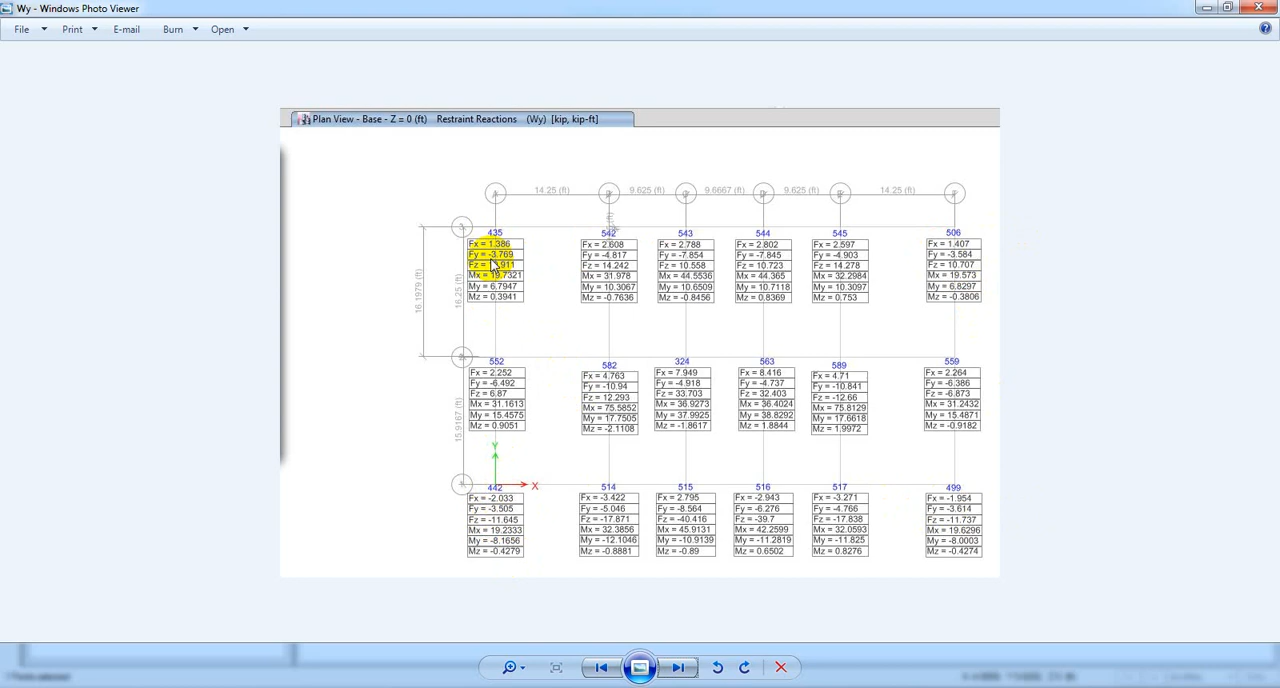 Wy - Windows Photo Viewer
File Print E-mail Burn Open
Plan View - Base - Z = 0 (ft) Restraint Reactions (Wy) [kip, kip-ft]
14.25 (ft) 9.625 (ft) 9.6667 (ft) 9.625 (ft) 14.25 (ft)
435 542 543 544 545 506
Fx = 1.386 Fx = 2.608 Fx = 2.788 Fx = 2.802 Fx = 2.597 Fx = 1.407
Fy = -3.769 Fy = -4.817 Fy = -7.854 Fy = -7.845 Fy = -4.903 Fy = -3.584
Fz = Fz = 14.242 Fz = 10.558 Fz = 10.723 Fz = 14.278 Fz = 10.707
Mx = 19.7321 Mx = 31.978 Mx = 44.5536 Mx = 44.365 Mx = 32.2984 Mx = 19.573
My = 6.7947 My = 10.3067 My = 10.6509 My = 10.7118 My = 10.3097 My = 6.8297
Mz = 0.3941 Mz = -0.7636 Mz = -0.8456 Mz = 0.8369 Mz = 0.753 Mz = -0.3806
16.1979 (ft)
16.25 (ft)
552 582 324 563 589 559
Fx = 2.252 Fx = 4.763 Fx = 7.949 Fx = 8.416 Fx = 4.71 Fx = 2.264
Fy = -6.492 Fy = -10.94 Fy = -4.918 Fy = -4.737 Fy = -10.841 Fy = -6.386
Fz = 6.87 Fz = 12.293 Fz = 33.703 Fz = 32.403 Fz = -12.66 Fz = -6.873
Mx = 31.1613 Mx = 75.5852 Mx = 36.9273 Mx = 36.4024 Mx = 75.8129 Mx = 31.2432
My = 15.4575 My = 17.7505 My = 37.9925 My = 38.8292 My = 17.6618 My = 15.4871
Mz = 0.9051 Mz = -2.1108 Mz = -1.8617 Mz = 1.8844 Mz = 1.9972 Mz = -0.9182
15.9167 (ft)
Y
X
442 514 515 516 517 499
Fx = -2.033 Fx = -3.422 Fx = 2.795 Fx = -2.943 Fx = -3.271 Fx = -1.954
Fy = -3.505 Fy = -5.046 Fy = -8.564 Fy = -6.276 Fy = -4.766 Fy = -3.614
Fz = -11.645 Fz = -17.871 Fz = -40.416 Fz = -39.7 Fz = -17.838 Fz = -11.737
Mx = 19.2333 Mx = 32.3856 Mx = 45.9131 Mx = 42.2599 Mx = 32.0593 Mx = 19.6296
My = -8.1656 My = -12.1046 My = -10.9139 My = -11.2819 My = -11.825 My = -8.0003
Mz = -0.4279 Mz = -0.8881 Mz = -0.89 Mz = 0.6502 Mz = 0.8276 Mz = -0.4274